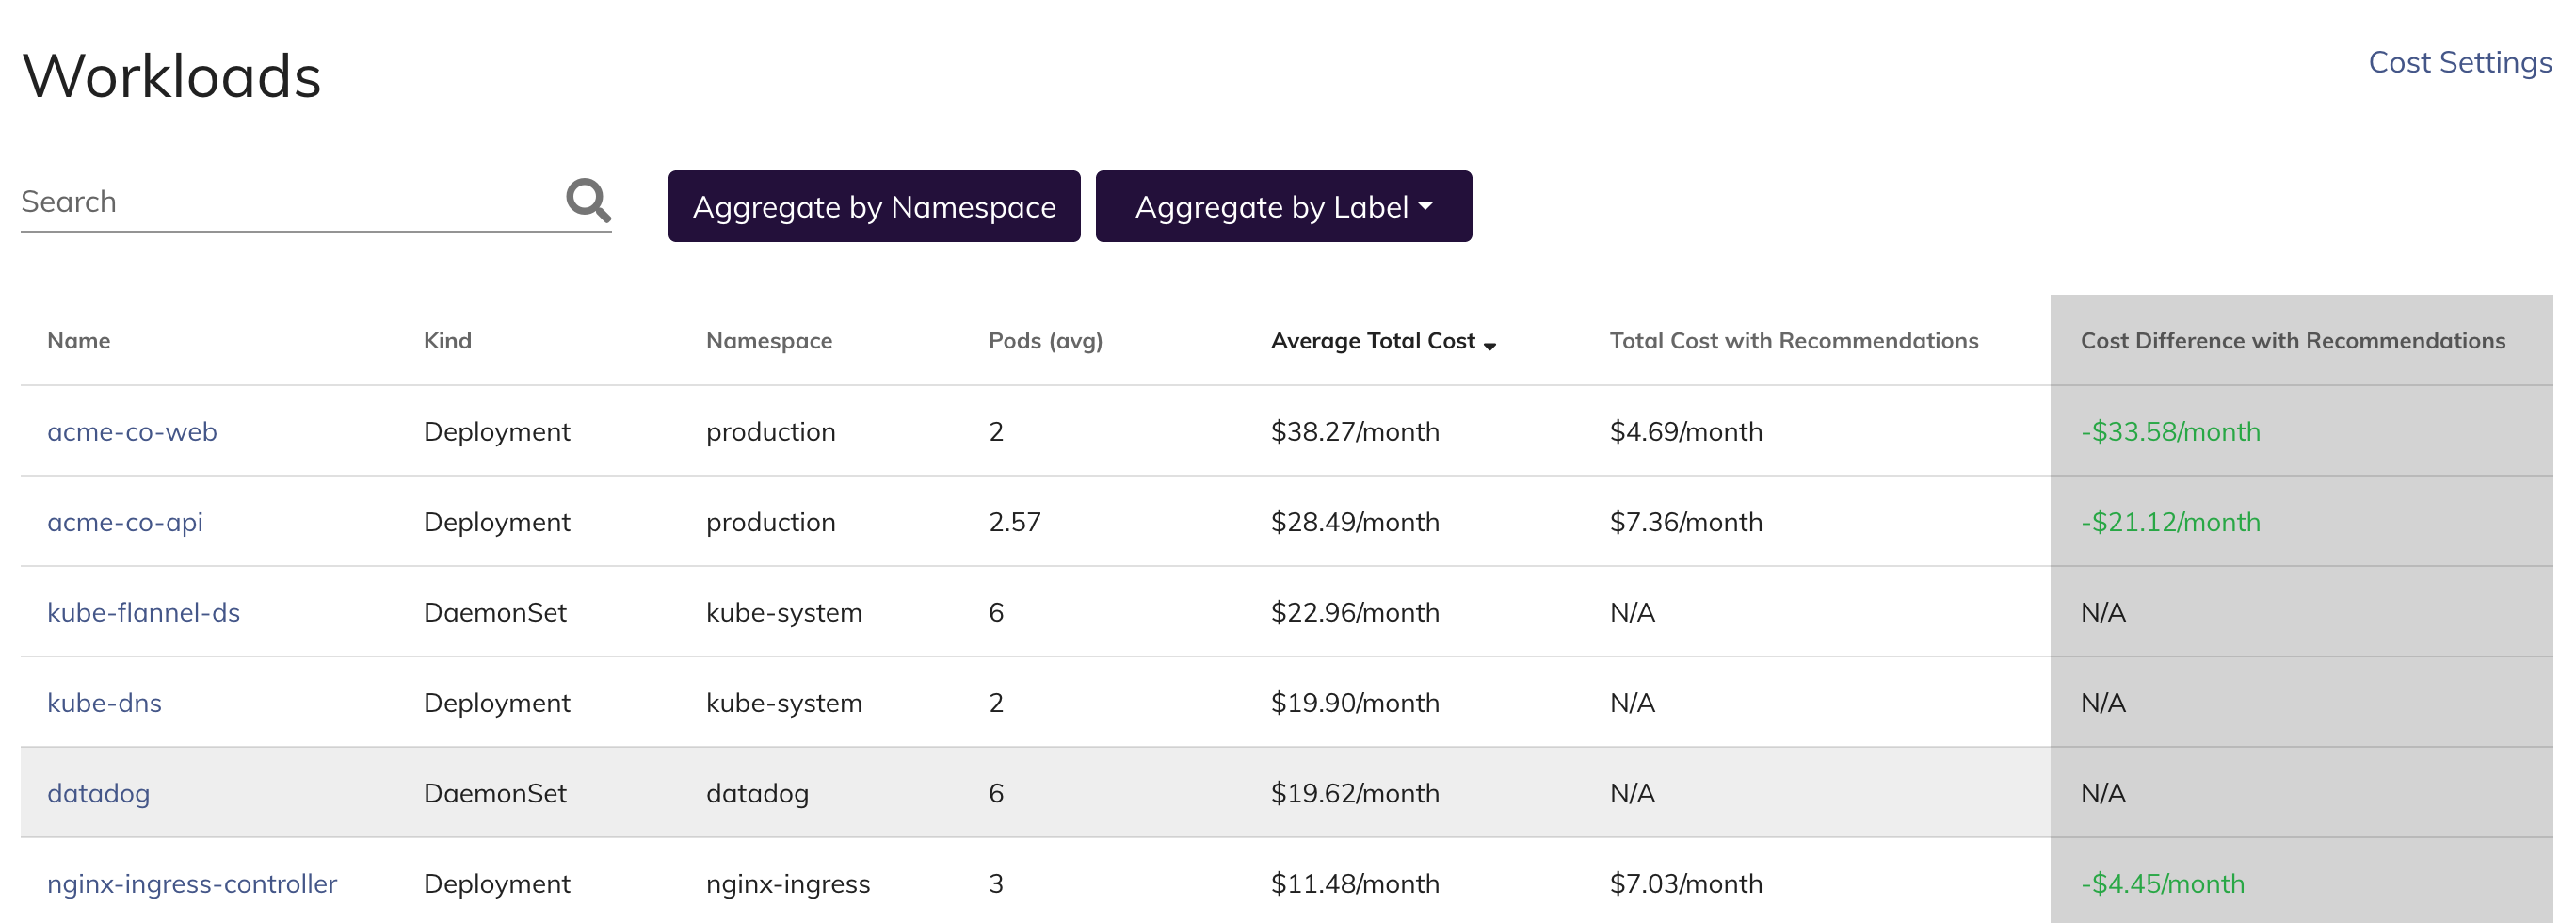 Workloads
Cost Settings
Search
Aggregate by Namespace
Aggregate by Label
Name Kind Namespace Pods (avg) Average Total Cost Total Cost with Recommendations Cost Difference with Recommendations
acme-co-web Deployment production 2 $38.27/month $4.69/month -$33.58/month
acme-co-api Deployment production 2.57 $28.49/month $7.36/month -$21.12/month
kube-flannel-ds DaemonSet kube-system 6 $22.96/month N/A N/A
kube-dns Deployment kube-system 2 $19.90/month N/A N/A
datadog DaemonSet datadog 6 $19.62/month N/A N/A
nginx-ingress-controller Deployment nginx-ingress 3 $11.48/month $7.03/month -$4.45/month